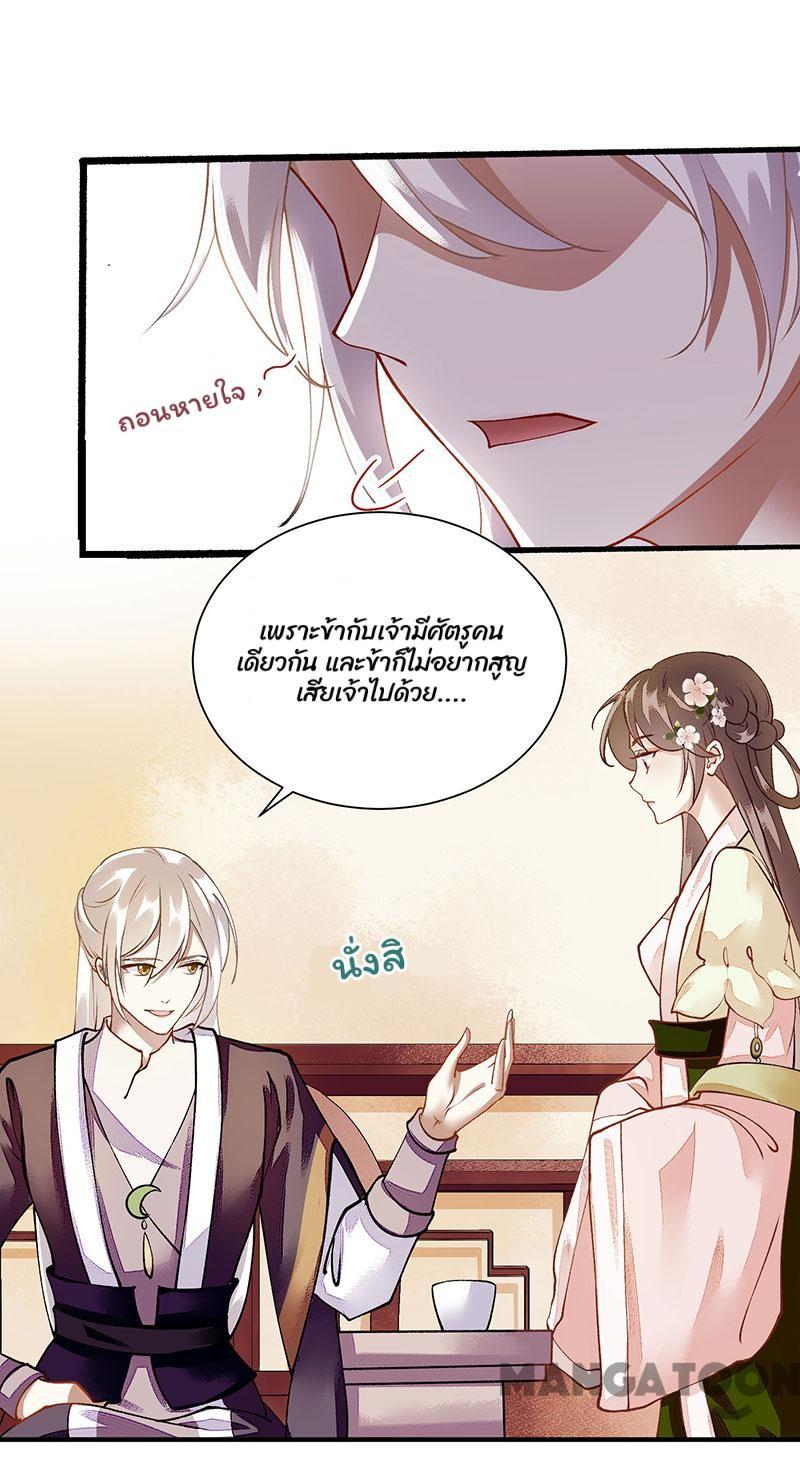 ถอนหายใจ
เพราะข้ากับเจ้ามีศัตรูคน
เดียวกัน และข้าก็ไม่อยากสูญ
เสียเจ้าไปด้วย....
นั่งสิ
MANGATOON